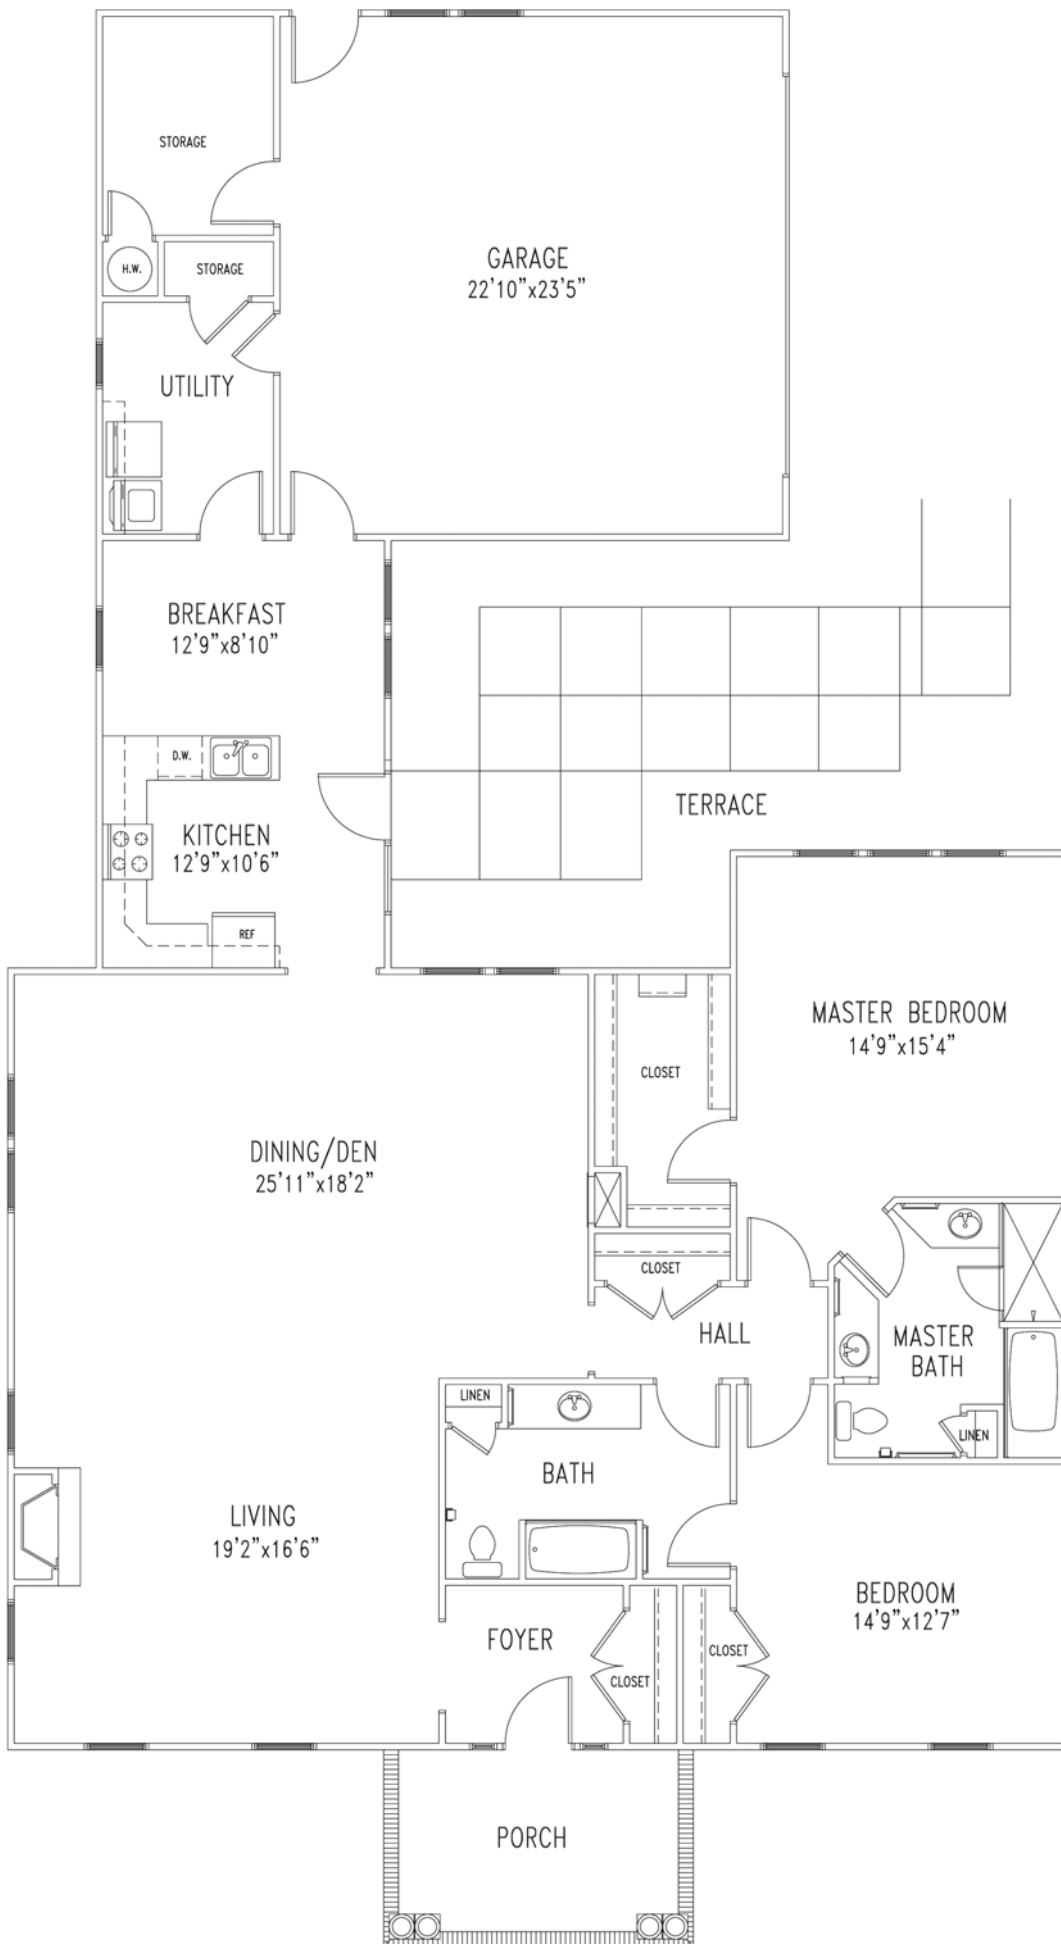 STORAGE
H.W.
STORAGE
GARAGE
22'10"x23'5"
UTILITY
BREAKFAST
12'9"x8'10"
D.W.
KITCHEN
12'9"x10'6"
REF
TERRACE
MASTER BEDROOM
14'9"x15'4"
CLOSET
DINING/DEN
25'11"x18'2"
CLOSET
HALL
MASTER
BATH
LINEN
LINEN
BATH
LIVING
19'2"x16'6"
BEDROOM
14'9"x12'7"
FOYER
CLOSET
CLOSET
PORCH